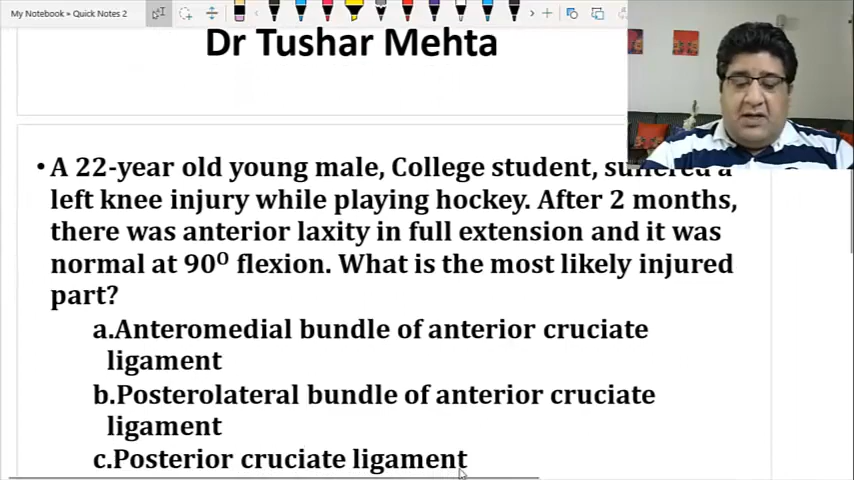 My Notebook » Quick Notes 2
Dr Tushar Mehta
• A 22-year old young male, College student, suffered a
left knee injury while playing hockey. After 2 months,
there was anterior laxity in full extension and it was
normal at 90⁰ flexion. What is the most likely injured
part?
a.Anteromedial bundle of anterior cruciate
ligament
b.Posterolateral bundle of anterior cruciate
ligament
c.Posterior cruciate ligament